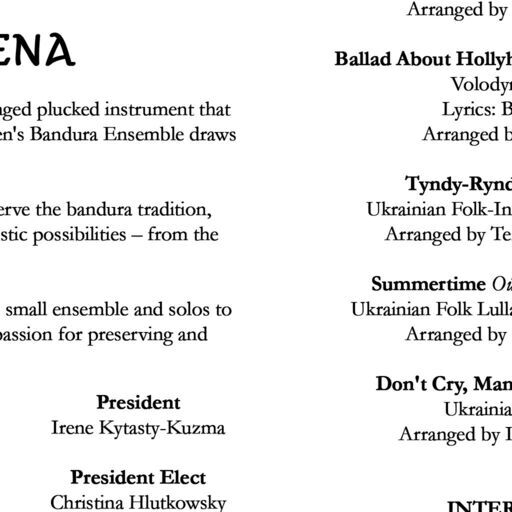 ENA
nged plucked instrument that
en's Bandura Ensemble draws
erve the bandura tradition,
stic possibilities – from the
small ensemble and solos to
passion for preserving and
President
Irene Kytasty-Kuzma
President Elect
Christina Hlutkowsky
Arranged by
Ballad About Hollyh
Volodyr
Lyrics: B
Arranged b
Tyndy-Rynd
Ukrainian Folk-In
Arranged by Te
Summertime Oi
Ukrainian Folk Lulla
Arranged by
Don't Cry, Man
Ukrainia
Arranged by I
INTER